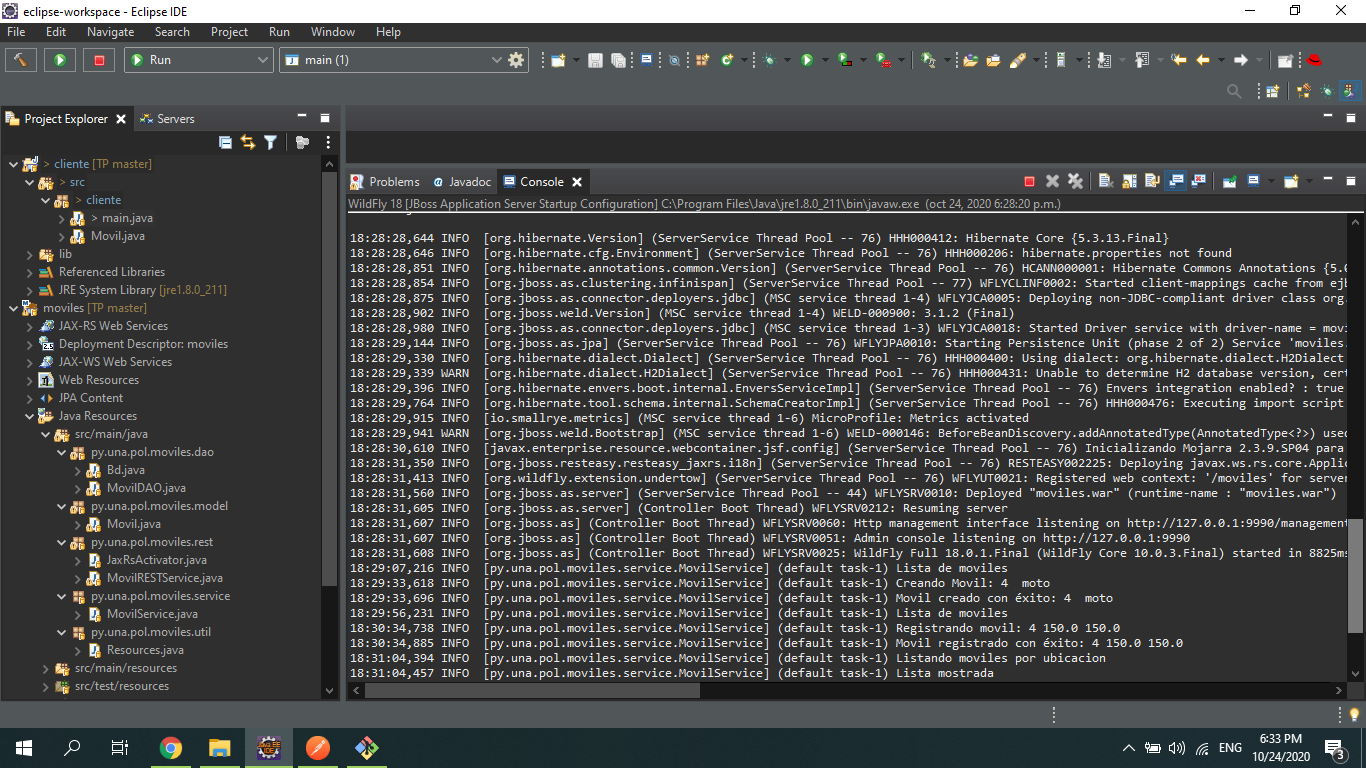 eclipse-workspace - Eclipse IDE
File Edit Navigate Search Project Run Window Help
Run main (1)
Project Explorer Servers
> cliente [TP master]
> src
> cliente
> main.java
Movil.java
lib
Referenced Libraries
JRE System Library [jre1.8.0_211]
moviles [TP master]
JAX-RS Web Services
Deployment Descriptor: moviles
JAX-WS Web Services
Web Resources
JPA Content
Java Resources
src/main/java
py.una.pol.moviles.dao
Bd.java
MovilDAO.java
py.una.pol.moviles.model
Movil.java
py.una.pol.moviles.rest
JaxRsActivator.java
MovilRESTService.java
py.una.pol.moviles.service
MovilService.java
py.una.pol.moviles.util
Resources.java
src/main/resources
src/test/resources
Problems @ Javadoc Console
WildFly 18 [JBoss Application Server Startup Configuration] C:\Program Files\Java\jre1.8.0_211\bin\javaw.exe (oct 24, 2020 6:28:20 p.m.)
18:28:28,644 INFO [org.hibernate.Version] (ServerService Thread Pool -- 76) HHH000412: Hibernate Core {5.3.13.Final}
18:28:28,646 INFO [org.hibernate.cfg.Environment] (ServerService Thread Pool -- 76) HHH000206: hibernate.properties not found
18:28:28,851 INFO [org.hibernate.annotations.common.Version] (ServerService Thread Pool -- 76) HCANN000001: Hibernate Commons Annotations {5.0
18:28:28,854 INFO [org.jboss.as.clustering.infinispan] (ServerService Thread Pool -- 77) WFLYCLINF0002: Started client-mappings cache from ejb
18:28:28,875 INFO [org.jboss.as.connector.deployers.jdbc] (MSC service thread 1-4) WFLYJCA0005: Deploying non-JDBC-compliant driver class org.
18:28:28,902 INFO [org.jboss.weld.Version] (MSC service thread 1-4) WELD-000900: 3.1.2 (Final)
18:28:28,980 INFO [org.jboss.as.connector.deployers.jdbc] (MSC service thread 1-3) WFLYJCA0018: Started Driver service with driver-name = movi
18:28:29,144 INFO [org.jboss.as.jpa] (ServerService Thread Pool -- 76) WFLYJPA0010: Starting Persistence Unit (phase 2 of 2) Service 'moviles.
18:28:29,330 INFO [org.hibernate.dialect.Dialect] (ServerService Thread Pool -- 76) HHH000400: Using dialect: org.hibernate.dialect.H2Dialect
18:28:29,339 WARN [org.hibernate.dialect.H2Dialect] (ServerService Thread Pool -- 76) HHH000431: Unable to determine H2 database version, cert
18:28:29,396 INFO [org.hibernate.envers.boot.internal.EnversServiceImpl] (ServerService Thread Pool -- 76) Envers integration enabled? : true
18:28:29,764 INFO [org.hibernate.tool.schema.internal.SchemaCreatorImpl] (ServerService Thread Pool -- 76) HHH000476: Executing import script
18:28:29,915 INFO [io.smallrye.metrics] (MSC service thread 1-6) MicroProfile: Metrics activated
18:28:29,941 WARN [org.jboss.weld.Bootstrap] (MSC service thread 1-6) WELD-000146: BeforeBeanDiscovery.addAnnotatedType(AnnotatedType<?>) used
18:28:30,610 INFO [javax.enterprise.resource.webcontainer.jsf.config] (ServerService Thread Pool -- 76) Inicializando Mojarra 2.3.9.SP04 para
18:28:31,350 INFO [org.jboss.resteasy.resteasy_jaxrs.i18n] (ServerService Thread Pool -- 76) RESTEASY002225: Deploying javax.ws.rs.core.Applic
18:28:31,413 INFO [org.wildfly.extension.undertow] (ServerService Thread Pool -- 76) WFLYUT0021: Registered web context: '/moviles' for server
18:28:31,560 INFO [org.jboss.as.server] (ServerService Thread Pool -- 44) WFLYSRV0010: Deployed "moviles.war" (runtime-name : "moviles.war")
18:28:31,605 INFO [org.jboss.as.server] (Controller Boot Thread) WFLYSRV0212: Resuming server
18:28:31,607 INFO [org.jboss.as] (Controller Boot Thread) WFLYSRV0060: Http management interface listening on http://127.0.0.1:9990/management
18:28:31,607 INFO [org.jboss.as] (Controller Boot Thread) WFLYSRV0051: Admin console listening on http://127.0.0.1:9990
18:28:31,608 INFO [org.jboss.as] (Controller Boot Thread) WFLYSRV0025: WildFly Full 18.0.1.Final (WildFly Core 10.0.3.Final) started in 8825ms
18:29:07,216 INFO [py.una.pol.moviles.service.MovilService] (default task-1) Lista de moviles
18:29:33,618 INFO [py.una.pol.moviles.service.MovilService] (default task-1) Creando Movil: 4 moto
18:29:33,696 INFO [py.una.pol.moviles.service.MovilService] (default task-1) Movil creado con éxito: 4 moto
18:29:56,231 INFO [py.una.pol.moviles.service.MovilService] (default task-1) Lista de moviles
18:30:34,738 INFO [py.una.pol.moviles.service.MovilService] (default task-1) Registrando movil: 4 150.0 150.0
18:30:34,885 INFO [py.una.pol.moviles.service.MovilService] (default task-1) Movil registrado con éxito: 4 150.0 150.0
18:31:04,394 INFO [py.una.pol.moviles.service.MovilService] (default task-1) Listando moviles por ubicacion
18:31:04,457 INFO [py.una.pol.moviles.service.MovilService] (default task-1) Lista mostrada
ENG
6:33 PM
10/24/2020
3